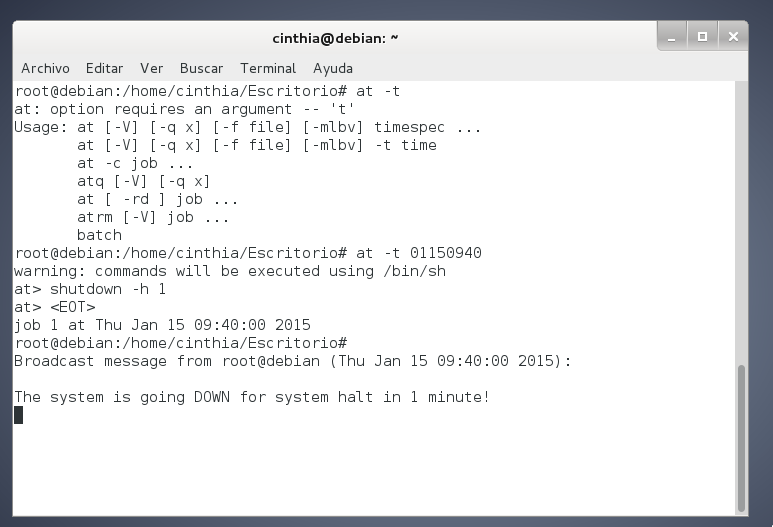 cinthia@debian: ~
Archivo Editar Ver Buscar Terminal Ayuda
root@debian:/home/cinthia/Escritorio# at -t
at: option requires an argument -- 't'
Usage: at [-V] [-q x] [-f file] [-mlbv] timespec ...
       at [-V] [-q x] [-f file] [-mlbv] -t time
       at -c job ...
       atq [-V] [-q x]
       at [ -rd ] job ...
       atrm [-V] job ...
       batch
root@debian:/home/cinthia/Escritorio# at -t 01150940
warning: commands will be executed using /bin/sh
at> shutdown -h 1
at> <EOT>
job 1 at Thu Jan 15 09:40:00 2015
root@debian:/home/cinthia/Escritorio#
Broadcast message from root@debian (Thu Jan 15 09:40:00 2015):

The system is going DOWN for system halt in 1 minute!